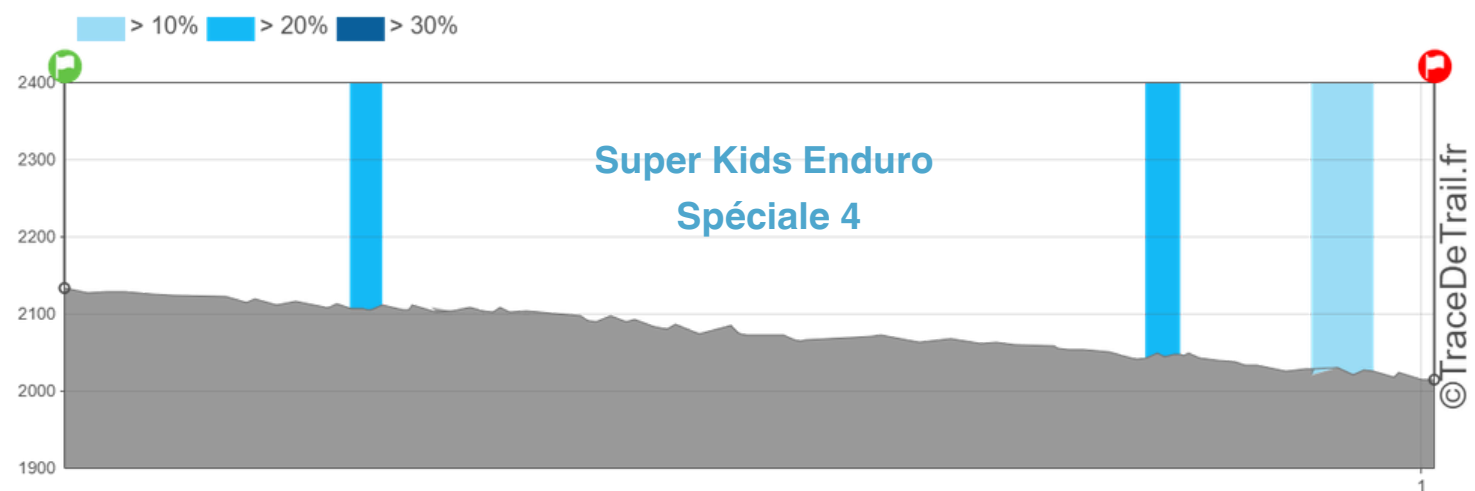 > 10% > 20% > 30%
2400
2300
2200
2100
2000
1900
Super Kids Enduro
Spéciale 4
1
©TraceDeTrail.fr